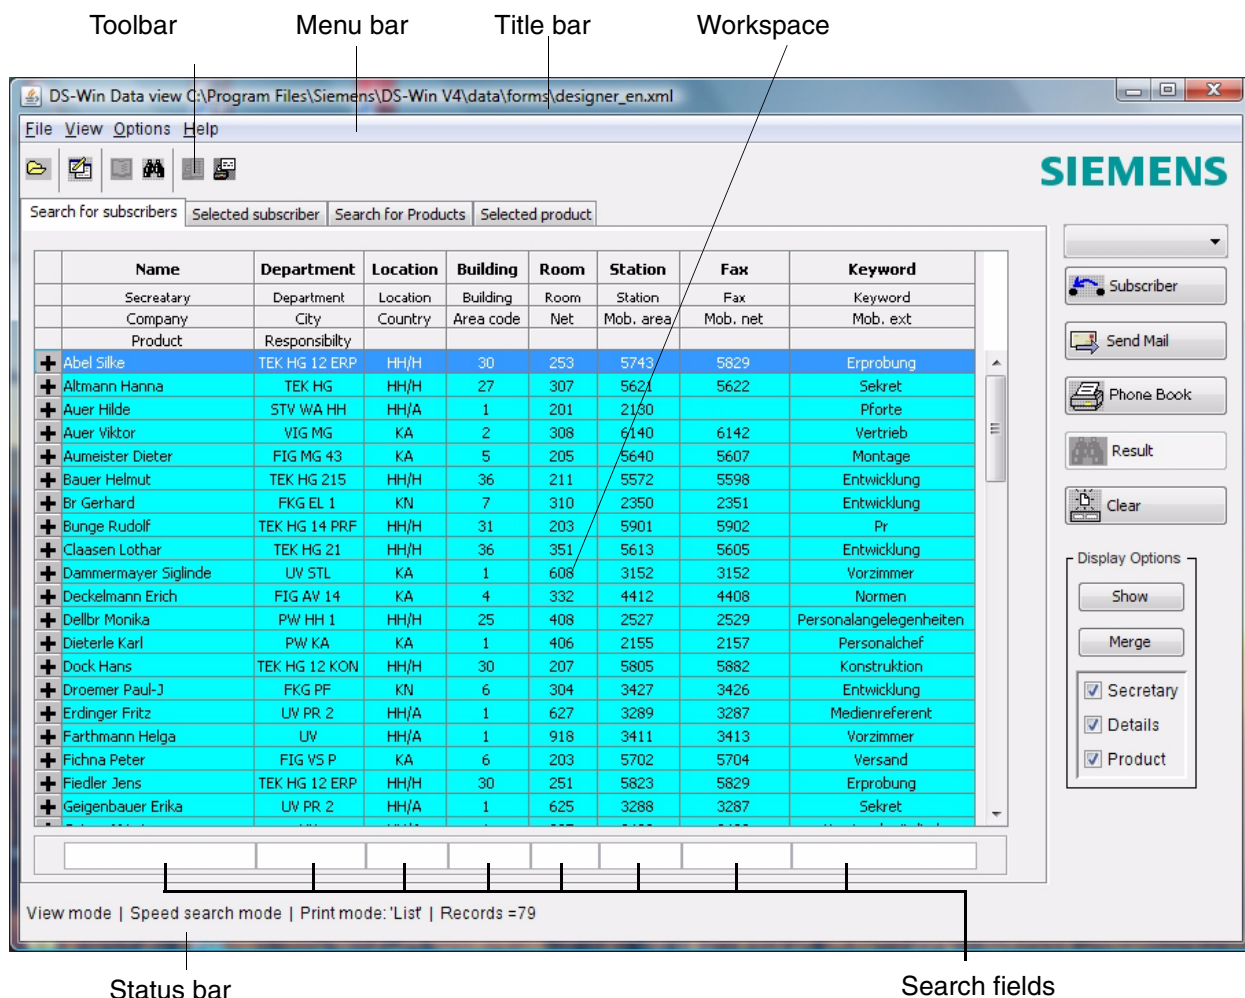 Toolbar Menu bar Title bar Workspace
DS-Win Data view C:\Program Files\Siemens\DS-Win V4\data\forms\designer_en.xml
File View Options Help
SIEMENS
Search for subscribers Selected subscriber Search for Products Selected product
Name Department Location Building Room Station Fax Keyword
Secreatary Department Location Building Room Station Fax Keyword
Company City Country Area code Net Mob. area Mob. net Mob. ext
Product Responsibilty
Abel Silke TEK HG 12 ERP HH/H 30 253 5743 5829 Erprobung
Altmann Hanna TEK HG HH/H 27 307 5621 5622 Sekret
Auer Hilde STV WA HH HH/A 1 201 2130 Pforte
Auer Viktor VIG MG KA 2 308 6140 6142 Vertrieb
Aumeister Dieter FIG MG 43 KA 5 205 5640 5607 Montage
Bauer Helmut TEK HG 215 HH/H 36 211 5572 5598 Entwicklung
Br Gerhard FKG EL 1 KN 7 310 2350 2351 Entwicklung
Bunge Rudolf TEK HG 14 PRF HH/H 31 203 5901 5902 Pr
Claasen Lothar TEK HG 21 HH/H 36 351 5613 5605 Entwicklung
Dammermayer Siglinde UV STL KA 1 608 3152 3152 Vorzimmer
Deckelmann Erich FIG AV 14 KA 4 332 4412 4408 Normen
Dellbr Monika PW HH 1 HH/H 25 408 2527 2529 Personalangelegenheiten
Dieterle Karl PW KA KA 1 406 2155 2157 Personalchef
Dock Hans TEK HG 12 KON HH/H 30 207 5805 5882 Konstruktion
Droemer Paul-J FKG PF KN 6 304 3427 3426 Entwicklung
Erdinger Fritz UV PR 2 HH/A 1 627 3289 3287 Medienreferent
Farthmann Helga UV HH/A 1 918 3411 3413 Vorzimmer
Fichna Peter FIG VS P KA 6 203 5702 5704 Versand
Fiedler Jens TEK HG 12 ERP HH/H 30 251 5823 5829 Erprobung
Geigenbauer Erika UV PR 2 HH/A 1 625 3288 3287 Sekret
Subscriber
Send Mail
Phone Book
Result
Clear
Display Options
Show
Merge
Secretary
Details
Product
View mode | Speed search mode | Print mode: 'List' | Records =79
Status bar Search fields